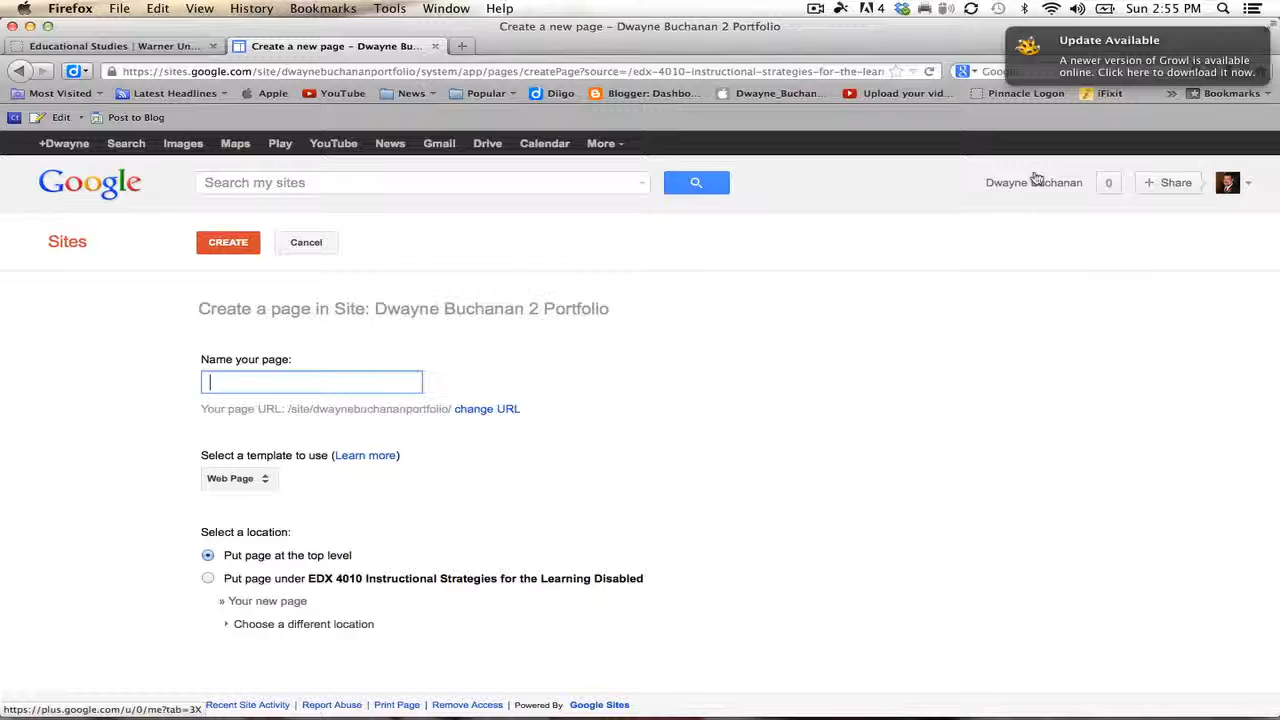 Firefox File Edit View History Bookmarks Tools Window Help 4 Sun 2:55 PM
Create a new page – Dwayne Buchanan 2 Portfolio
Educational Studies | Warner Un... Create a new page – Dwayne Bu...
Update Available
A newer version of Growl is available
online. Click here to download it now.
https://sites.google.com/site/dwaynebuchananportfolio/system/app/pages/createPage?source=/edx-4010-instructional-strategies-for-the-learn
Most Visited Latest Headlines Apple YouTube News Popular Diigo Blogger: Dashbo... Dwayne_Buchan... Upload your vid... Pinnacle Logon iFixit » Bookmarks
Edit Post to Blog
+Dwayne Search Images Maps Play YouTube News Gmail Drive Calendar More
Google Search my sites Dwayne Buchanan 0 + Share
Sites CREATE Cancel
Create a page in Site: Dwayne Buchanan 2 Portfolio
Name your page:
Your page URL: /site/dwaynebuchananportfolio/ change URL
Select a template to use (Learn more)
Web Page
Select a location:
Put page at the top level
Put page under EDX 4010 Instructional Strategies for the Learning Disabled
» Your new page
Choose a different location
https://plus.google.com/u/0/me?tab=3X Recent Site Activity | Report Abuse | Print Page | Remove Access | Powered By Google Sites